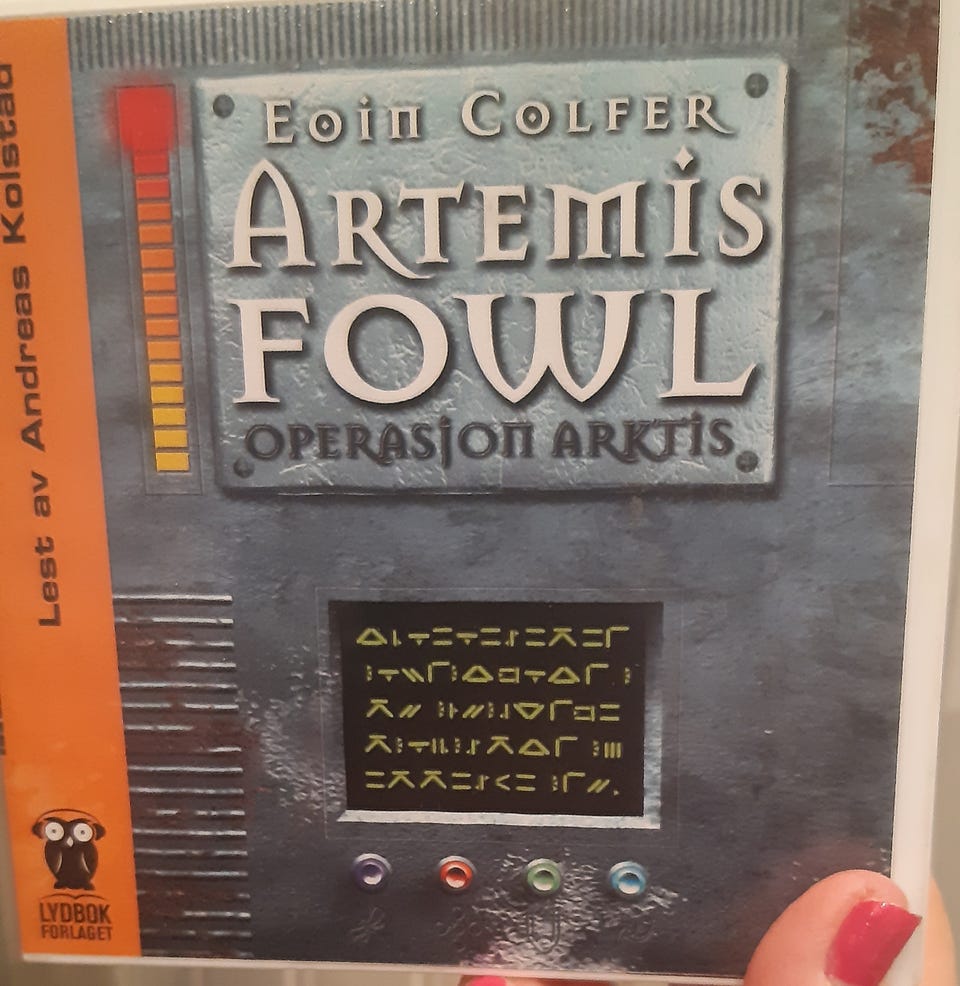 Eoin Colfer
Artemis
Fowl
Operasjon Arktis
Lest av Andreas Kolstad
LYDBOK
FORLAGET